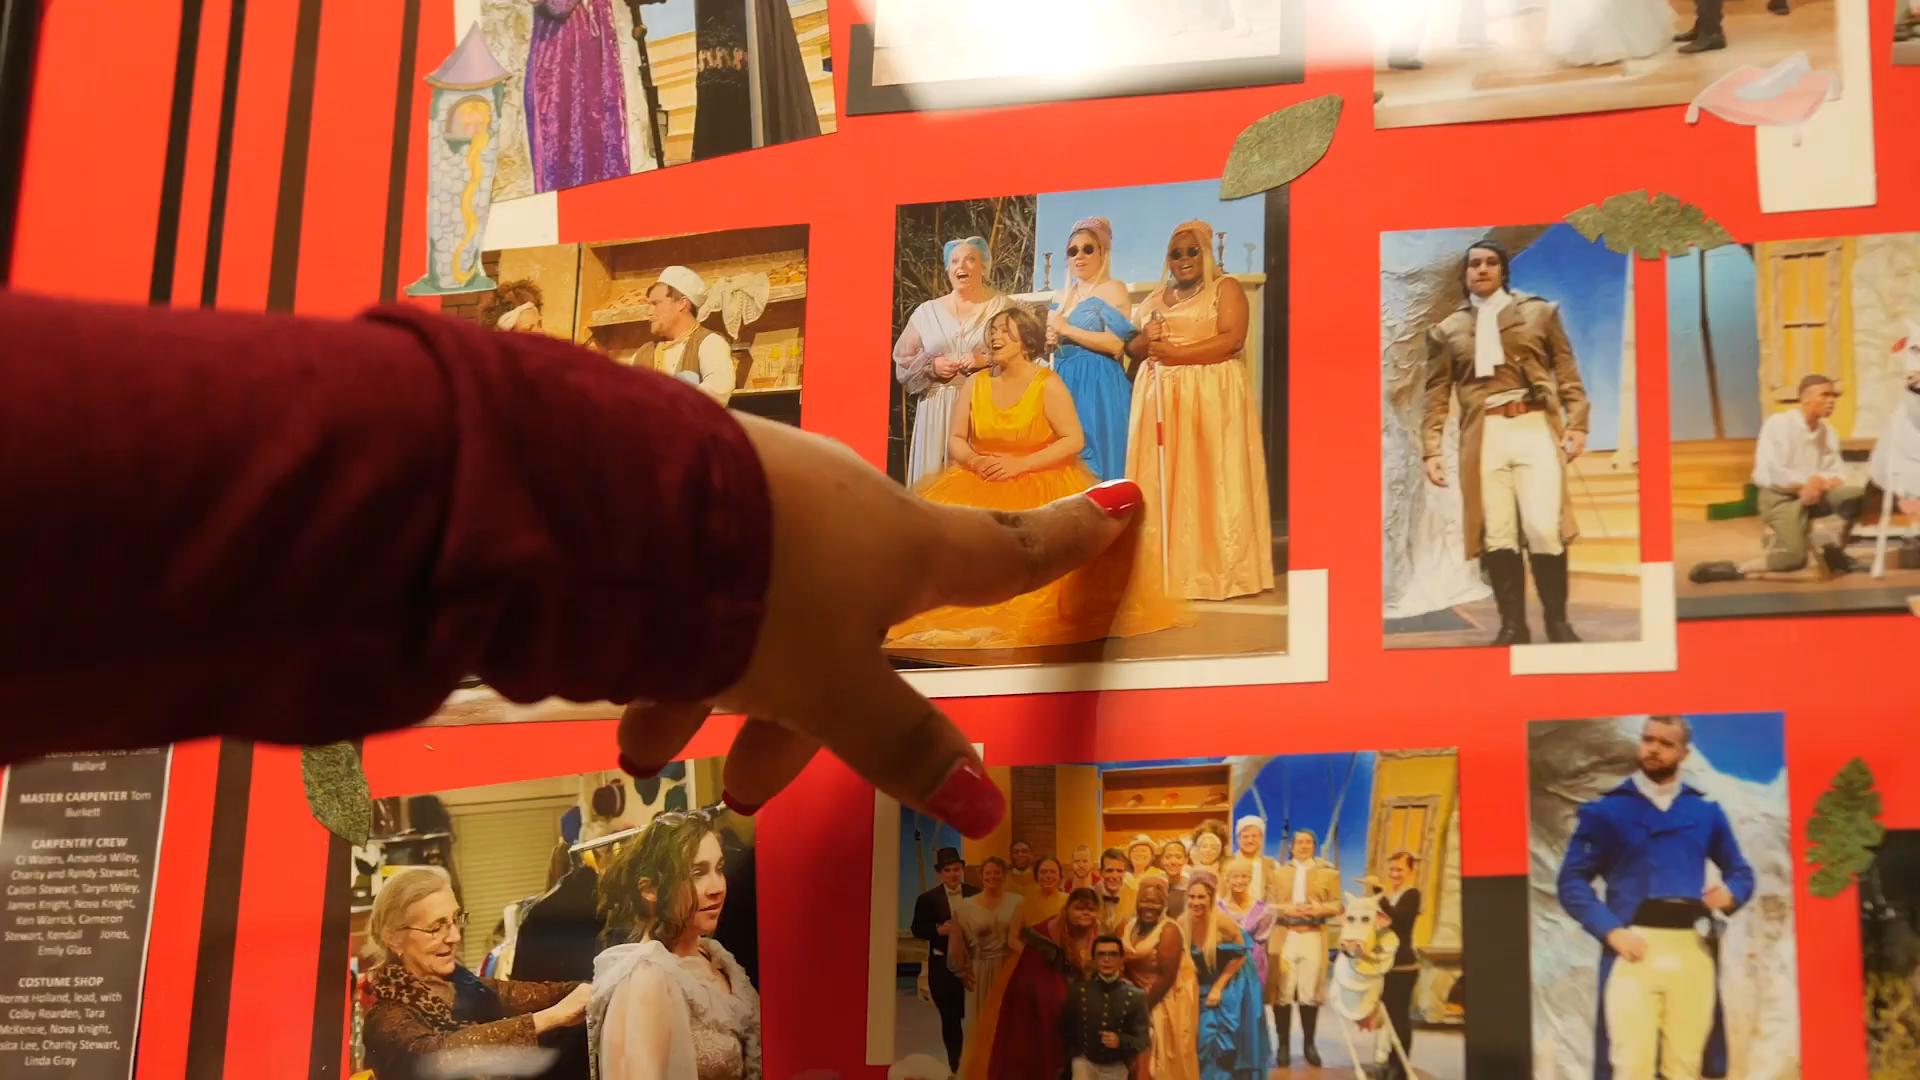 Ballard
MASTER CARPENTER Tom
Burkett
CARPENTRY CREW
CJ Waters, Amanda Wiley,
Charity and Randy Stewart,
Caitlin Stewart, Taryn Wiley,
James Knight, Nova Knight,
Ken Warrick, Cameron
Stewart, Kendall Jones,
Emily Glass
COSTUME SHOP
Norma Holland, lead, with
Colby Rearden, Tara
McKenzie, Nova Knight,
Lee, Charity Stewart,
Linda Gray